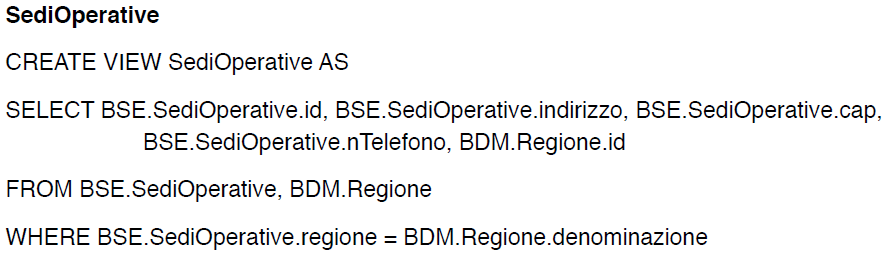 SediOperative
CREATE VIEW SediOperative AS
SELECT BSE.SediOperative.id, BSE.SediOperative.indirizzo, BSE.SediOperative.cap,
BSE.SediOperative.nTelefono, BDM.Regione.id
FROM BSE.SediOperative, BDM.Regione
WHERE BSE.SediOperative.regione = BDM.Regione.denominazione